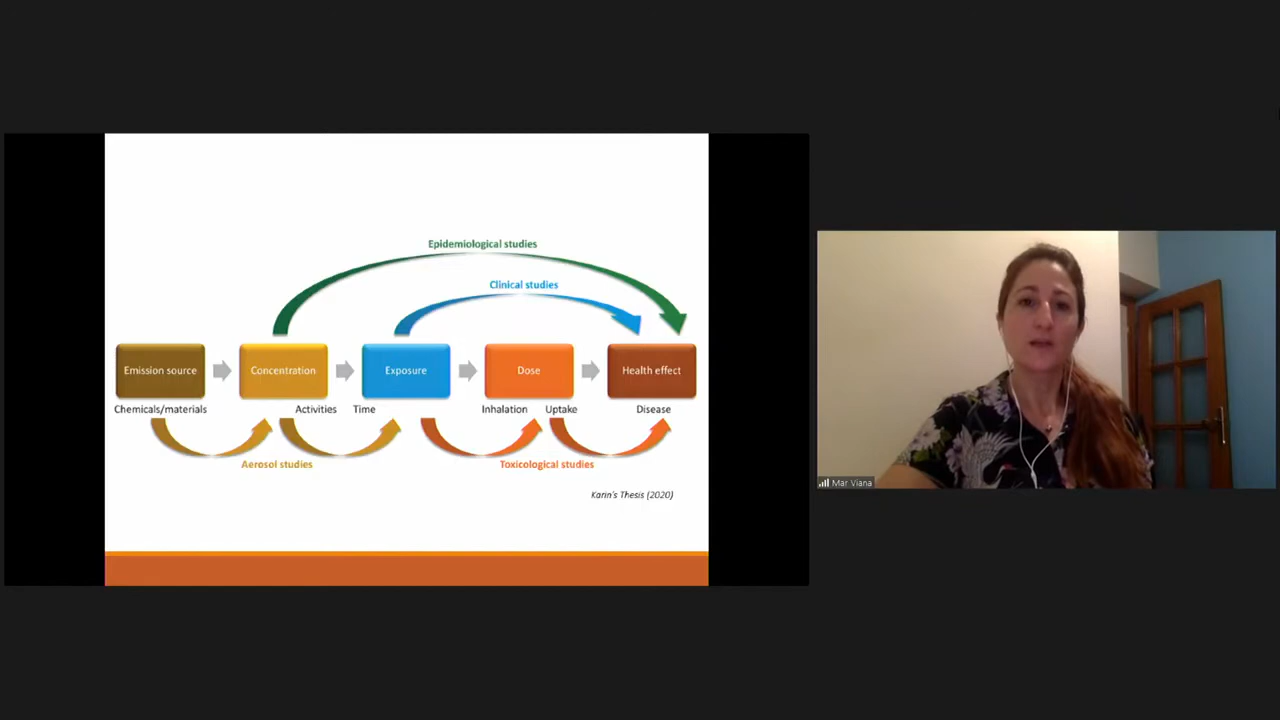 Epidemiological studies
Clinical studies
Emission source
Concentration
Exposure
Dose
Health effect
Chemicals/materials
Activities
Time
Inhalation
Uptake
Disease
Aerosol studies
Toxicological studies
Karin's Thesis (2020)
Mar Viana